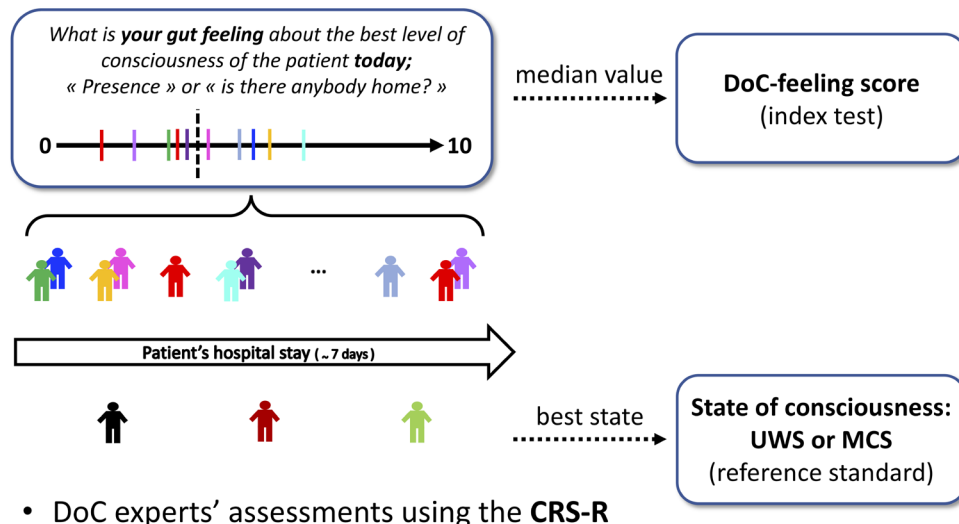 What is your gut feeling about the best level of
consciousness of the patient today;
« Presence » or « is there anybody home? »
0 10
median value
DoC-feeling score
(index test)
...
Patient's hospital stay ( ~ 7 days )
best state
State of consciousness:
UWS or MCS
(reference standard)
• DoC experts' assessments using the CRS-R